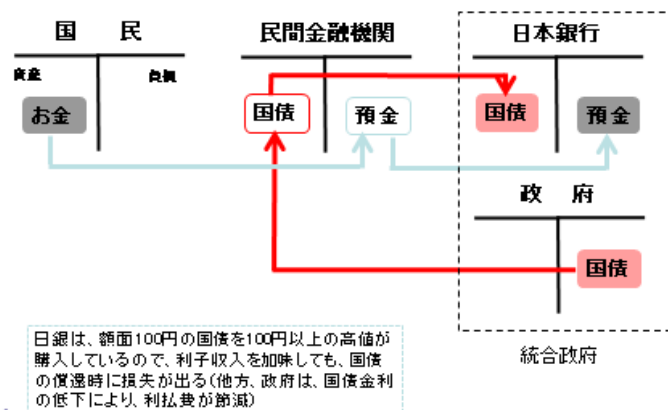 国 民
民間金融機関
日本銀行
資産
負債
お金
国債
預金
国債
預金
政 府
国債
日銀は、額面100円の国債を100円以上の高値が
購入しているので、利子収入を加味しても、国債
の償還時に損失が出る(他方、政府は、国債金利
の低下により、利払費が節減)
統合政府